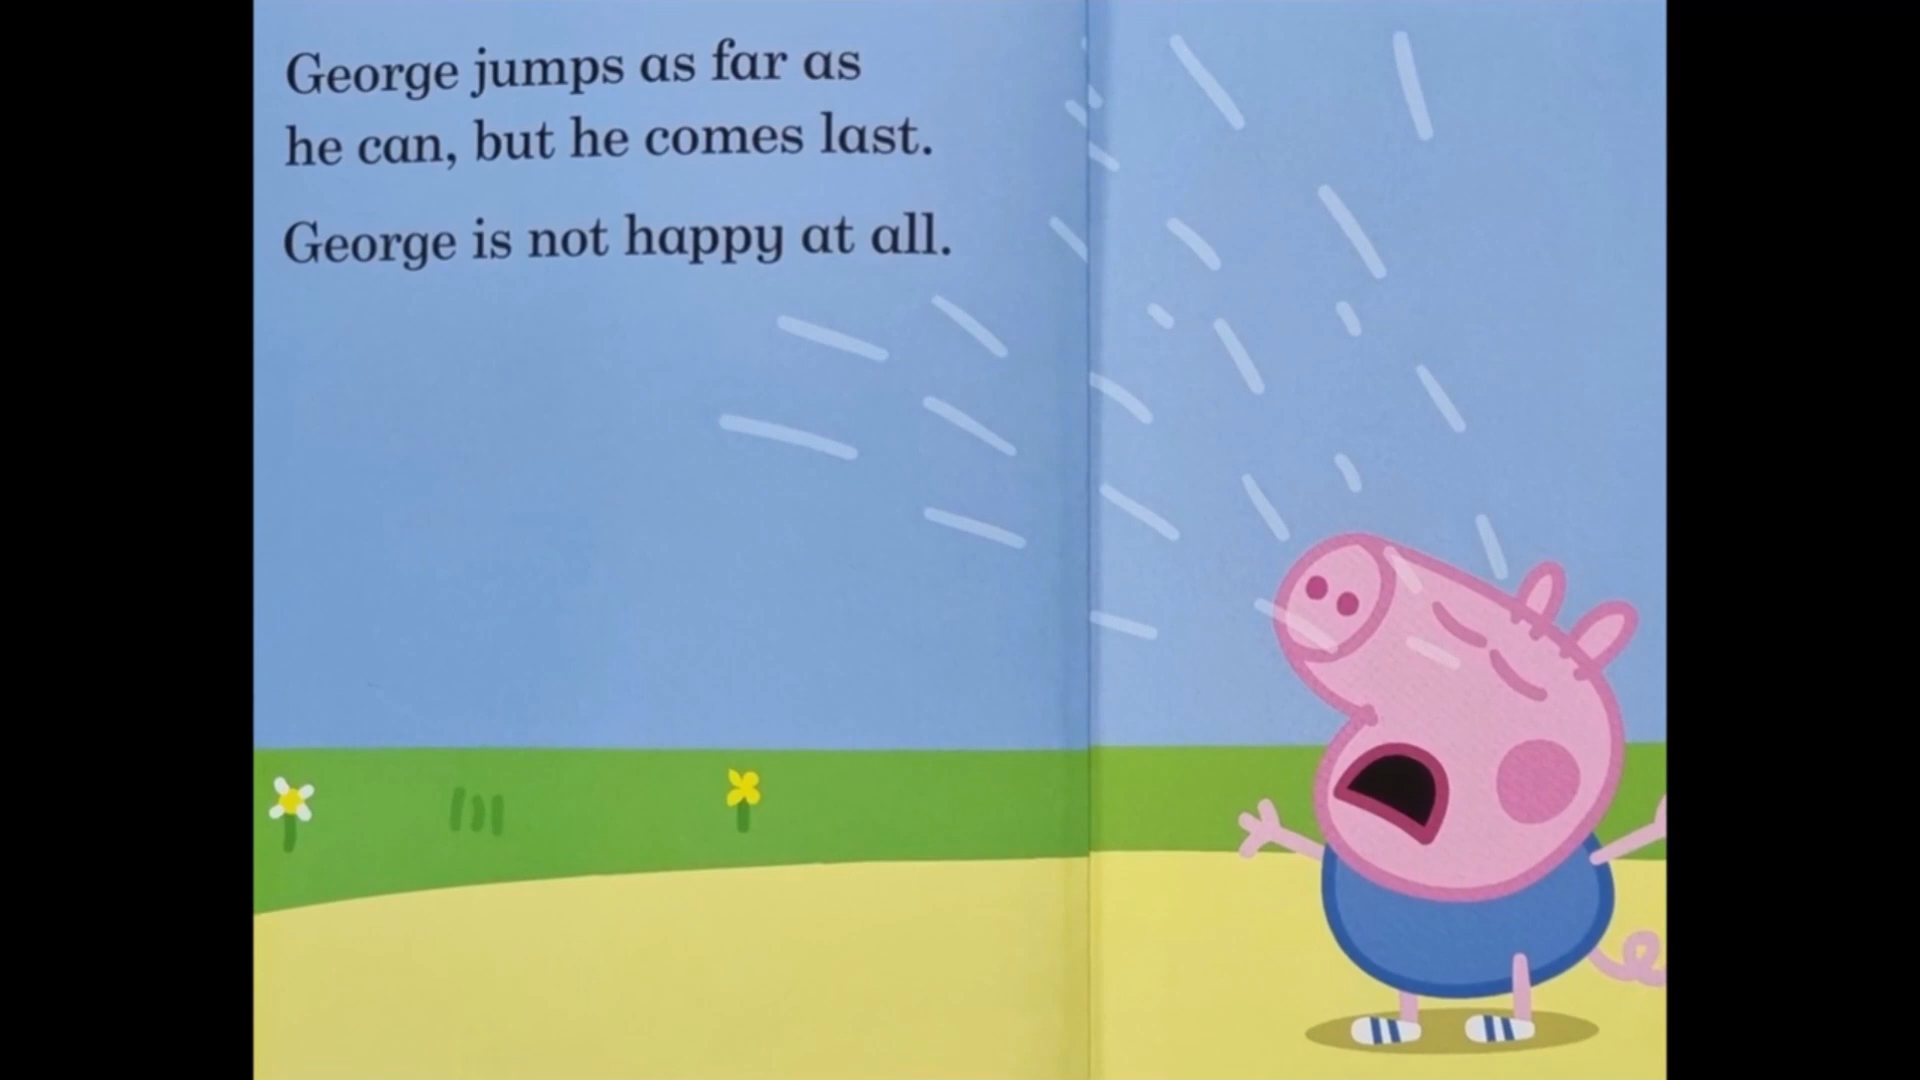 George jumps as far as
he can, but he comes last.
George is not happy at all.